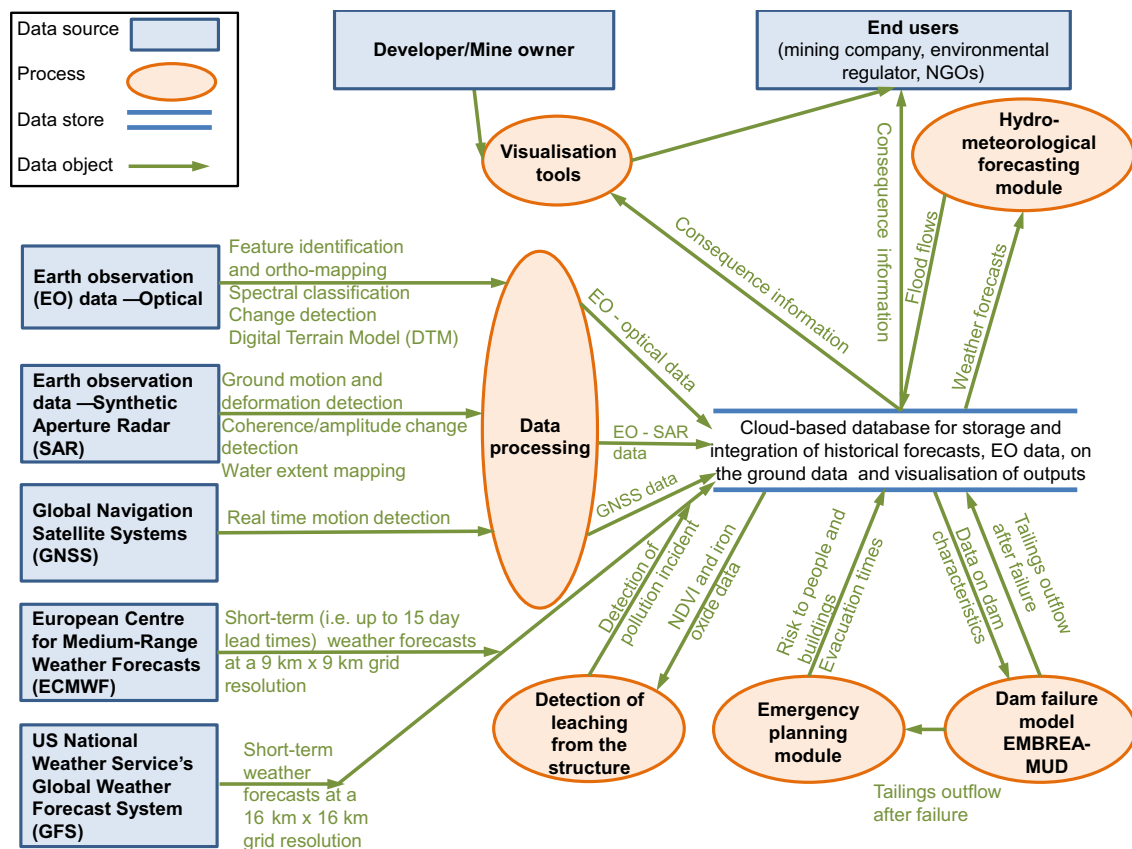 Data source
Process
Data store
Data object
Developer/Mine owner
End users
(mining company, environmental
regulator, NGOs)
Visualisation
tools
Hydro-
meteorological
forecasting
module
Consequence information
Consequence information
Flood flows
Weather forecasts
Earth observation
(EO) data —Optical
Feature identification
and ortho-mapping
Spectral classification
Change detection
Digital Terrain Model (DTM)
Earth observation
data —Synthetic
Aperture Radar
(SAR)
Ground motion and
deformation detection
Coherence/amplitude change
detection
Water extent mapping
Global Navigation
Satellite Systems
(GNSS)
Real time motion detection
European Centre
for Medium-Range
Weather Forecasts
(ECMWF)
Short-term (i.e. up to 15 day
lead times) weather forecasts
at a 9 km x 9 km grid
resolution
US National
Weather Service's
Global Weather
Forecast System
(GFS)
Short-term
weather
forecasts at a
16 km x 16 km
grid resolution
Data
processing
EO - optical data
EO - SAR
data
GNSS data
Cloud-based database for storage and
integration of historical forecasts, EO data, on
the ground data and visualisation of outputs
Detection of
pollution incident
NDVI and iron
oxide data
Risk to people and
buildings
Evacuation times
Data on dam
characteristics
Tailings outflow
after failure
Detection of
leaching
from the
structure
Emergency
planning
module
Dam failure
model
EMBREA-
MUD
Tailings outflow
after failure